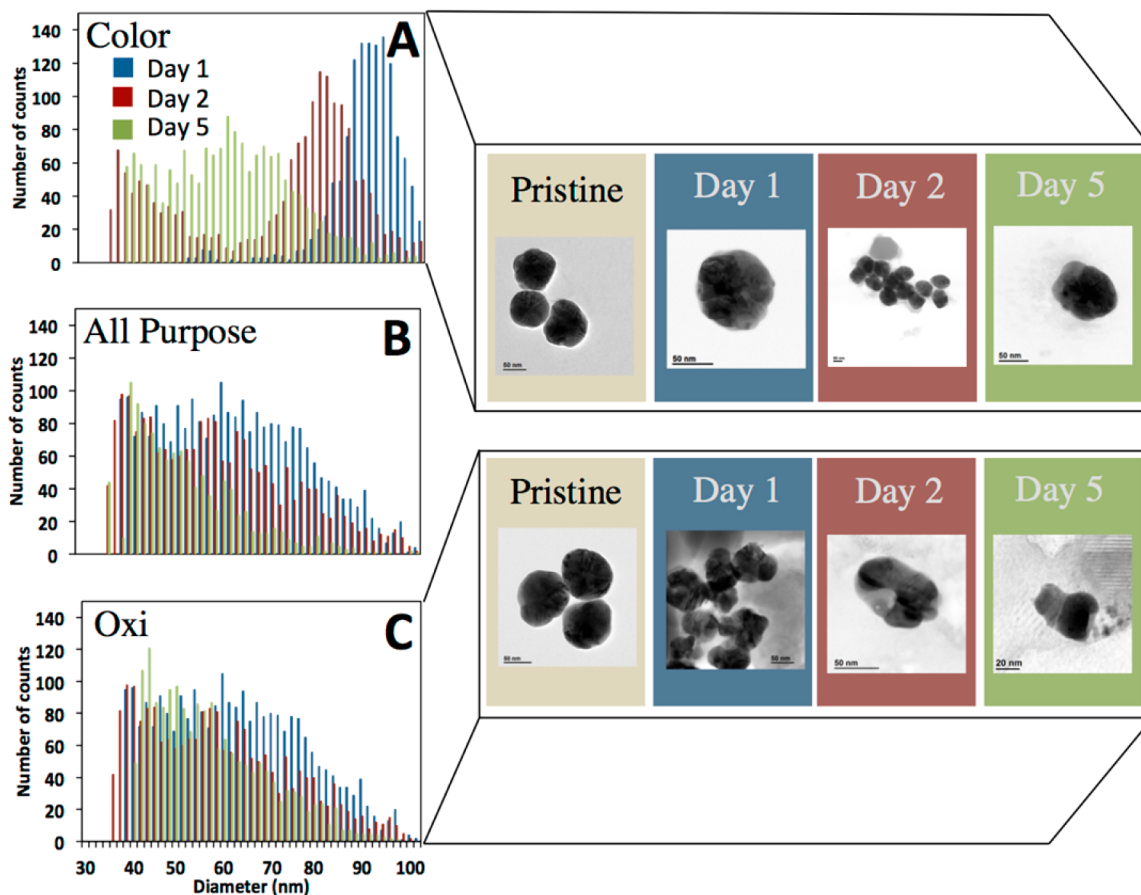 Color
A
Day 1
Day 2
Day 5
Number of counts
140
120
100
80
60
40
20
0
Pristine
Day 1
Day 2
Day 5
50 nm
50 nm
50 nm
All Purpose
B
Number of counts
140
120
100
80
60
40
20
0
Pristine
Day 1
Day 2
Day 5
50 nm
50 nm
50 nm
20 nm
Oxi
C
Number of counts
140
120
100
80
60
40
20
0
30 40 50 60 70 80 90 100
Diameter (nm)